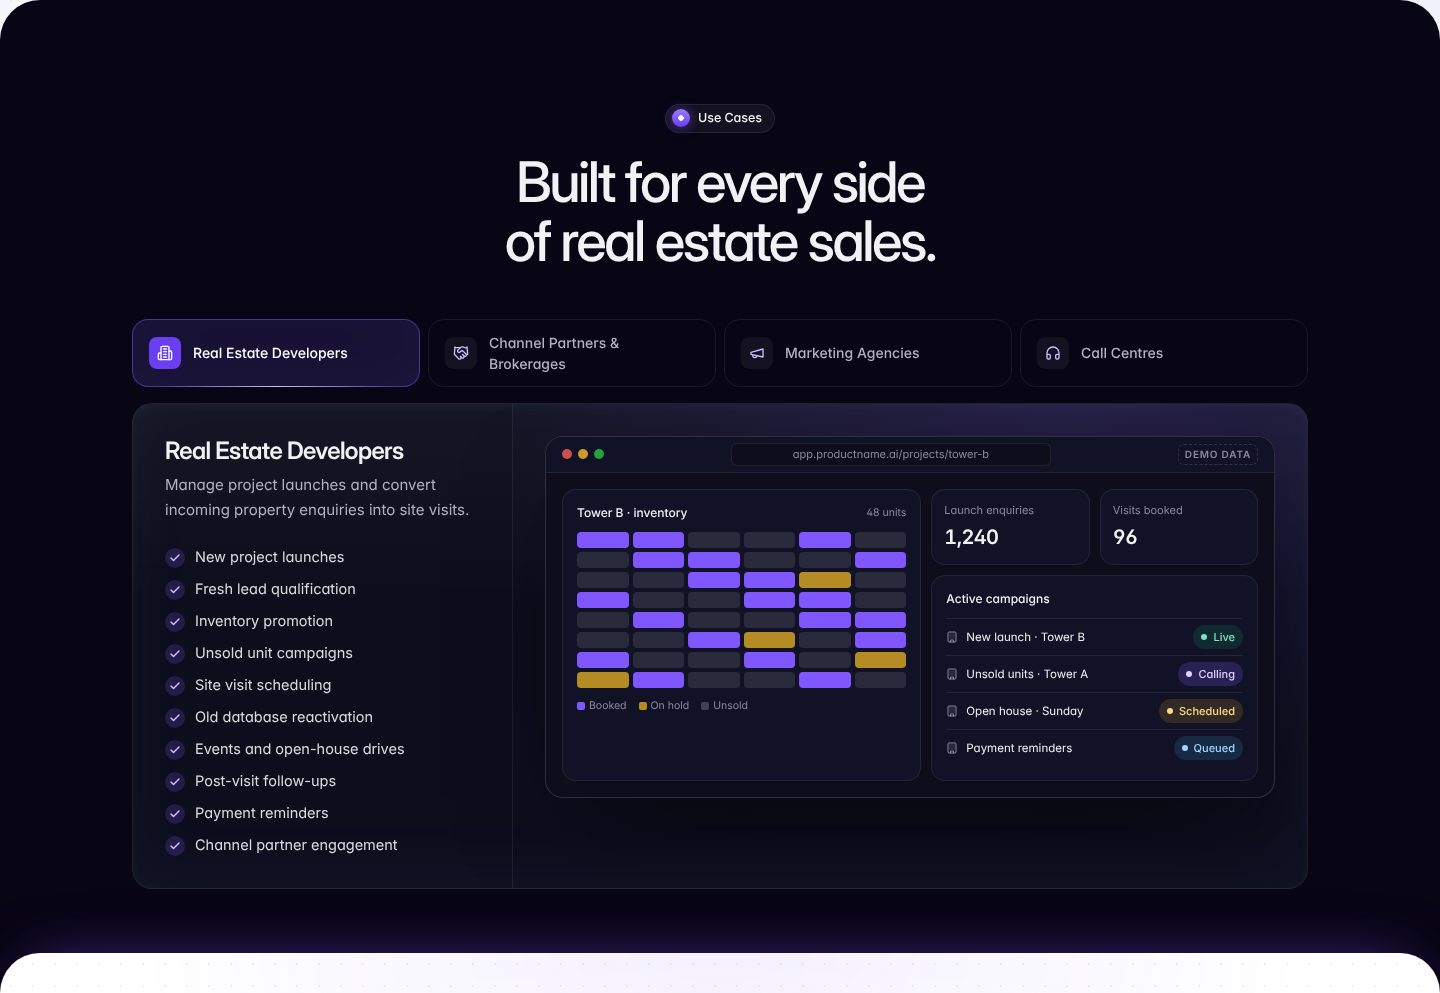 Use Cases
Built for every side
of real estate sales.
Real Estate Developers
Channel Partners &
Brokerages
Marketing Agencies
Call Centres
Real Estate Developers
Manage project launches and convert
incoming property enquiries into site visits.
New project launches
Fresh lead qualification
Inventory promotion
Unsold unit campaigns
Site visit scheduling
Old database reactivation
Events and open-house drives
Post-visit follow-ups
Payment reminders
Channel partner engagement
app.productname.ai/projects/tower-b
DEMO DATA
Tower B · inventory
48 units
Booked
On hold
Unsold
Launch enquiries
1,240
Visits booked
96
Active campaigns
New launch · Tower B
Live
Unsold units · Tower A
Calling
Open house · Sunday
Scheduled
Payment reminders
Queued